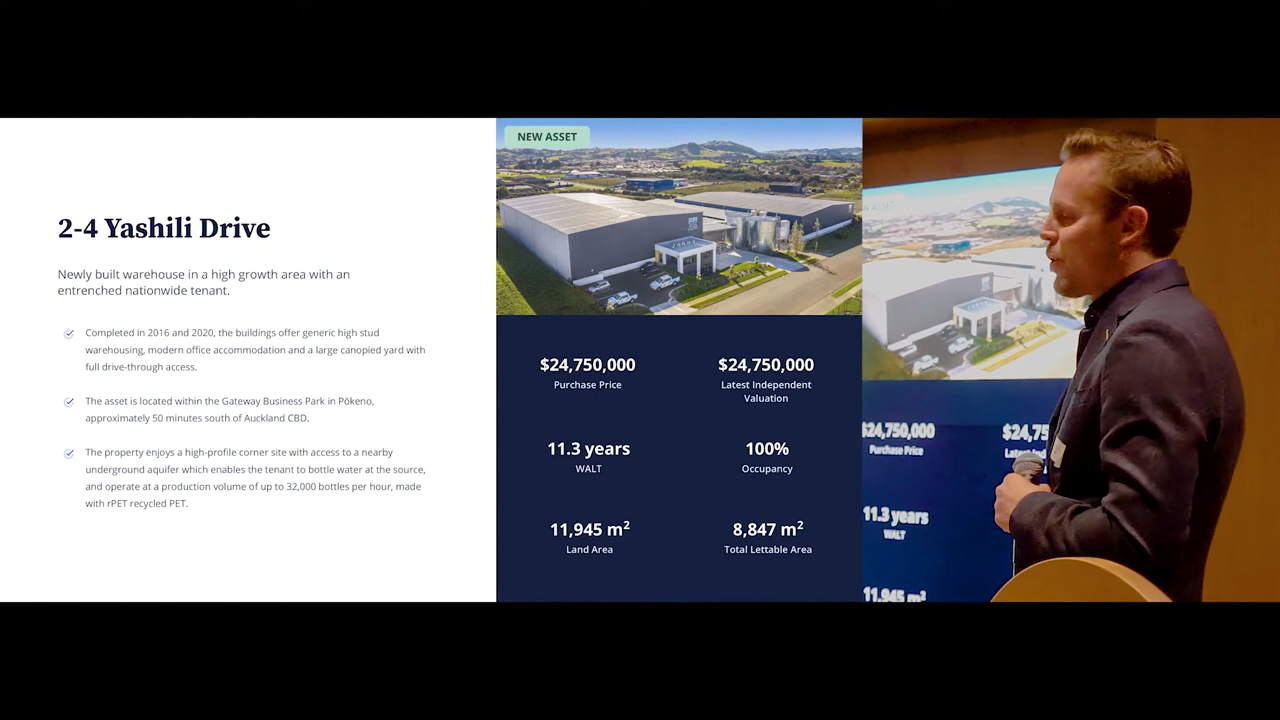 2-4 Yashili Drive
Newly built warehouse in a high growth area with an
entrenched nationwide tenant.
Completed in 2016 and 2020, the buildings offer generic high stud
warehousing, modern office accommodation and a large canopied yard with
full drive-through access.
The asset is located within the Gateway Business Park in Pōkeno,
approximately 50 minutes south of Auckland CBD.
The property enjoys a high-profile corner site with access to a nearby
underground aquifer which enables the tenant to bottle water at the source,
and operate at a production volume of up to 32,000 bottles per hour, made
with rPET recycled PET.
NEW ASSET
$24,750,000
Purchase Price
$24,750,000
Latest Independent
Valuation
11.3 years
WALT
100%
Occupancy
11,945 m²
Land Area
8,847 m²
Total Lettable Area
$24,750,000
Purchase Price
$24,75
11.3 years
WALT
11,945 m²